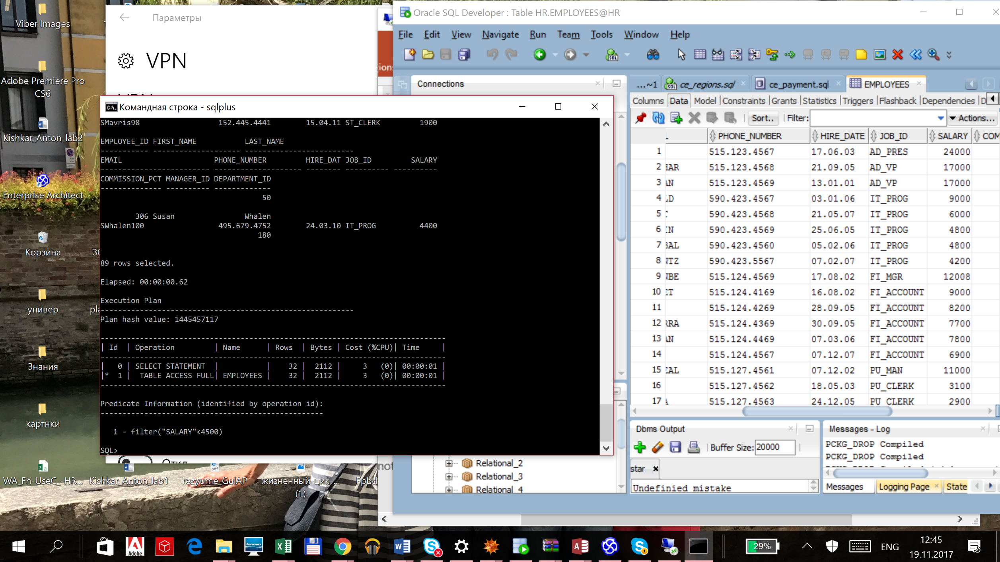 Viber Images
Adobe Premiere Pro
CS6
Kishkar_Anton_lab2
Enterprise Architect
Корзина
универ
Знания
картнки
WA_Fn-UseC_-HR...
Kishkar_Anton_lab1
rezyume_GulAP
жизненный цик-...
(1)
Fpbd
Параметры
VPN
Командная строка - sqlplus
SMavris98 152.445.4441 15.04.11 ST_CLERK 1900
EMPLOYEE_ID FIRST_NAME LAST_NAME
----------- -------------------- -------------------------
EMAIL PHONE_NUMBER HIRE_DAT JOB_ID SALARY
------------------------- -------------------- -------- ---------- ----------
COMMISSION_PCT MANAGER_ID DEPARTMENT_ID
-------------- ---------- -------------
50
306 Susan Whalen
SWhalen100 495.679.4752 24.03.10 IT_PROG 4400
180
89 rows selected.
Elapsed: 00:00:00.62
Execution Plan
----------------------------------------------------------
Plan hash value: 1445457117
-------------------------------------------------------------------------------
| Id | Operation | Name | Rows | Bytes | Cost (%CPU)| Time |
-------------------------------------------------------------------------------
| 0 | SELECT STATEMENT | | 32 | 2112 | 3 (0)| 00:00:01 |
|* 1 | TABLE ACCESS FULL| EMPLOYEES | 32 | 2112 | 3 (0)| 00:00:01 |
-------------------------------------------------------------------------------
Predicate Information (identified by operation id):
---------------------------------------------------
1 - filter("SALARY"<4500)
SQL>
Oracle SQL Developer : Table HR.EMPLOYEES@HR
File Edit View Navigate Run Team Tools Window Help
Connections
...~1 ce_regions.sql ce_payment.sql EMPLOYEES
Columns Data Model Constraints Grants Statistics Triggers Flashback Dependencies D
Sort.. Filter: Actions...
PHONE_NUMBER HIRE_DATE JOB_ID SALARY COM
1 515.123.4567 17.06.03 AD_PRES 24000
2 HAR 515.123.4568 21.09.05 AD_VP 17000
3 AN 515.123.4569 13.01.01 AD_VP 17000
4 LD 590.423.4567 03.01.06 IT_PROG 9000
5 590.423.4568 21.05.07 IT_PROG 6000
6 IN 590.423.4569 25.06.05 IT_PROG 4800
7 BAL 590.423.4560 05.02.06 IT_PROG 4800
8 NTZ 590.423.5567 07.02.07 IT_PROG 4200
9 NBE 515.124.4569 17.08.02 FI_MGR 12008
10 ET 515.124.4169 16.08.02 FI_ACCOUNT 9000
11 515.124.4269 28.09.05 FI_ACCOUNT 8200
12 RRA 515.124.4369 30.09.05 FI_ACCOUNT 7700
13 AN 515.124.4469 07.03.06 FI_ACCOUNT 7800
14 515.124.4567 07.12.07 FI_ACCOUNT 6900
15 EAL 515.127.4561 07.12.02 PU_MAN 11000
16 515.127.4562 18.05.03 PU_CLERK 3100
17 A 515.127.4563 24.12.05 PU_CLERK 2900
Relational_2
Relational_3
Relational_4
Dbms Output
Buffer Size: 20000
star
Undefinied mistake
Messages - Log
PCKG_DROP Compiled
PCKG_DROP Compiled
Messages Logging Page State
Adobe
lenovo
29%
ENG
12:45
19.11.2017